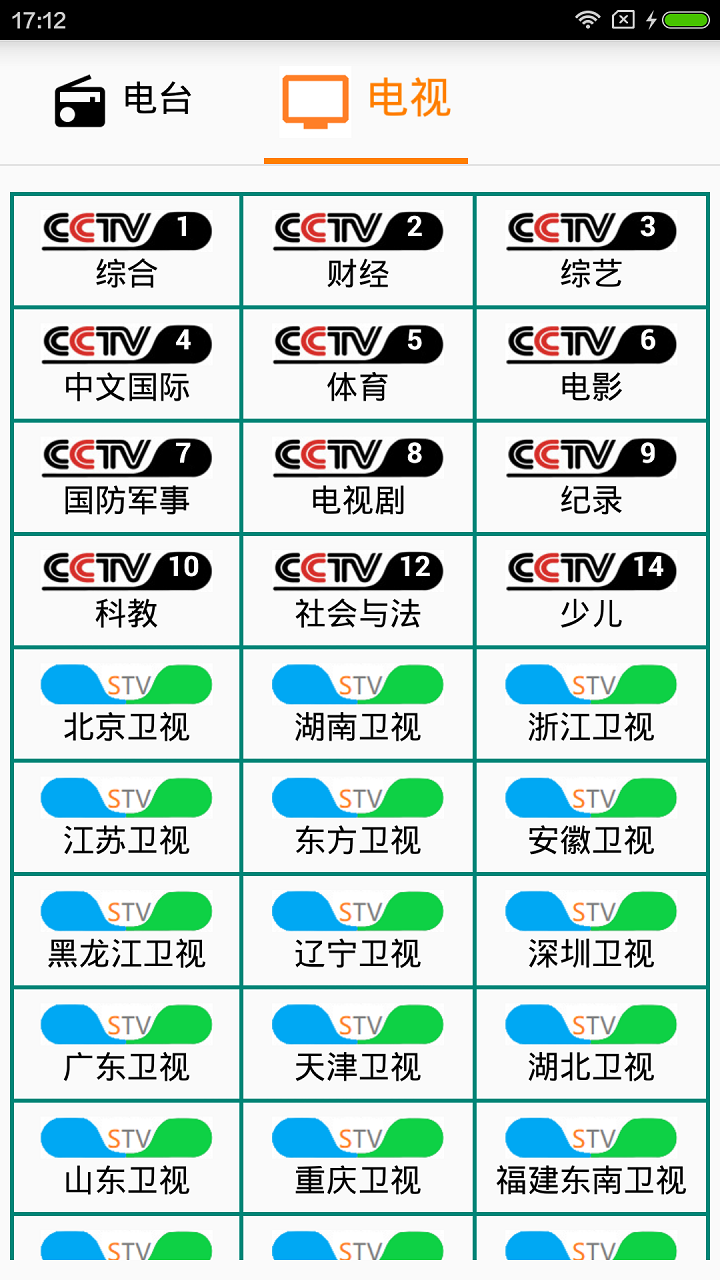 17:12
电台 电视
CCTV 1 CCTV 2 CCTV 3
综合 财经 综艺
CCTV 4 CCTV 5 CCTV 6
中文国际 体育 电影
CCTV 7 CCTV 8 CCTV 9
国防军事 电视剧 纪录
CCTV 10 CCTV 12 CCTV 14
科教 社会与法 少儿
STV STV STV
北京卫视 湖南卫视 浙江卫视
STV STV STV
江苏卫视 东方卫视 安徽卫视
STV STV STV
黑龙江卫视 辽宁卫视 深圳卫视
STV STV STV
广东卫视 天津卫视 湖北卫视
STV STV STV
山东卫视 重庆卫视 福建东南卫视
STV STV STV